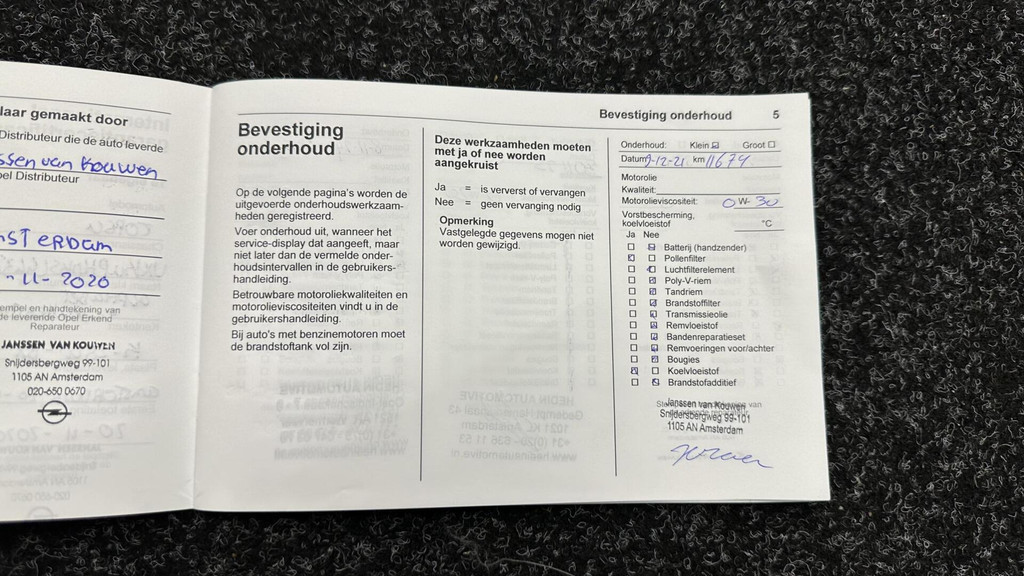 laar gemaakt door
Distributeur die de auto leverde
ssen van Kouwen
pel Distributeur
nsterdam
-11-2020
empel en handtekening van
de leverende Opel Erkend
Reparateur
JANSSEN VAN KOUWEN
Snijdersbergweg 99-101
1105 AN Amsterdam
020-650 0670
Bevestiging onderhoud 5
Bevestiging
onderhoud
Op de volgende pagina's worden de
uitgevoerde onderhoudswerkzaam-
heden geregistreerd.
Voer onderhoud uit, wanneer het
service-display dat aangeeft, maar
niet later dan de vermelde onder-
houdsintervallen in de gebruikers-
handleiding.
Betrouwbare motoroliekwaliteiten en
motorolieviscositeiten vindt u in de
gebruikershandleiding.
Bij auto's met benzinemotoren moet
de brandstoftank vol zijn.
Deze werkzaamheden moeten
met ja of nee worden
aangekruist
Ja = is ververst of vervangen
Nee = geen vervanging nodig
Opmerking
Vastgelegde gegevens mogen niet
worden gewijzigd.
Onderhoud: Klein ☒ Groot ☐
Datum 9-12-21 km 11679
Motorolie
Kwaliteit:
Motorolieviscositeit: 0 W- 30
Vorstbescherming,
koelvloeistof °C
Ja Nee
☐ ☒ Batterij (handzender)
☒ ☐ Pollenfilter
☐ ☒ Luchtfilterelement
☐ ☒ Poly-V-riem
☐ ☒ Tandriem
☐ ☒ Brandstoffilter
☐ ☒ Transmissieolie
☐ ☒ Remvloeistof
☐ ☒ Bandenreparatieset
☐ ☒ Remvoeringen voor/achter
☐ ☒ Bougies
☒ ☐ Koelvloeistof
☐ ☒ Brandstofadditief
Janssen van Kouwen
Snijdersbergweg 99-101
1105 AN Amsterdam